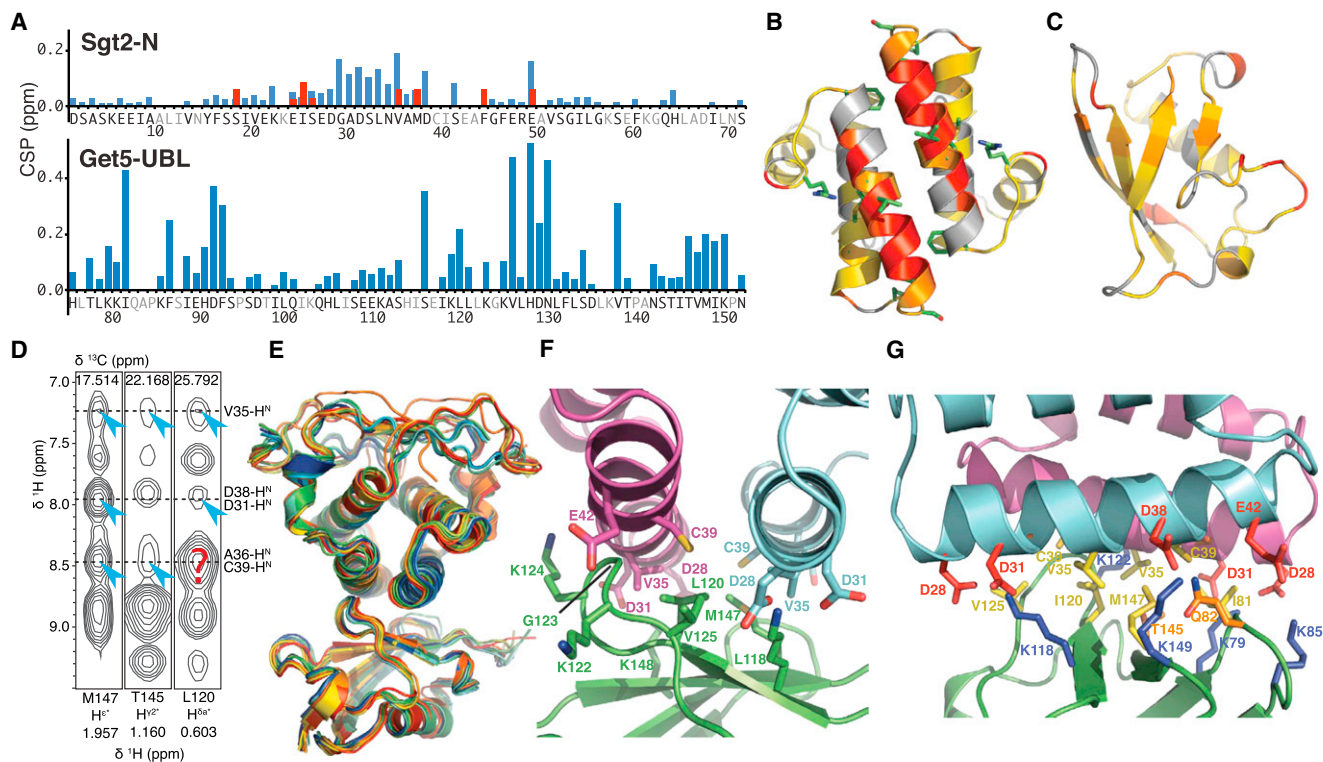 A
Sgt2-N
0.2
0.0
DSASKEEIAALIVNYFSSIVEKKEISEDGADSLNVAMDCISEAFGFEREAVSGILGKSEFKGQHLADILNS
10 20 30 40 50 60 70
CSP (ppm)
Get5-UBL
0.4
0.2
0.0
HLTLKKIQAPKFSIEHDFSPSDTILQIKQHLISEEKASHISEIKLLLKGKVLHDNLFLSDLKVTPANSTITVMIKPN
80 90 100 110 120 130 140 150
B
C
D
δ ¹³C (ppm)
17.514 22.168 25.792
7.0
7.5
8.0
8.5
9.0
δ ¹H (ppm)
V35-Hᴺ
D38-Hᴺ
D31-Hᴺ
A36-Hᴺ
C39-Hᴺ
?
M147 T145 L120
Hᵋ* Hᵞ²* Hᵟᵃ*
1.957 1.160 0.603
δ ¹H (ppm)
E
F
E42
C39
K124
D28
V35
L120
D31
G123
M147
V125
K122
K148
L118
C39
D28
D31
V35
G
D38
E42
C39
K122
C39
D31
V35
V35
D31
D28
D28
V125
I120
M147
I81
Q82
T145
K118
K149
K79
K85